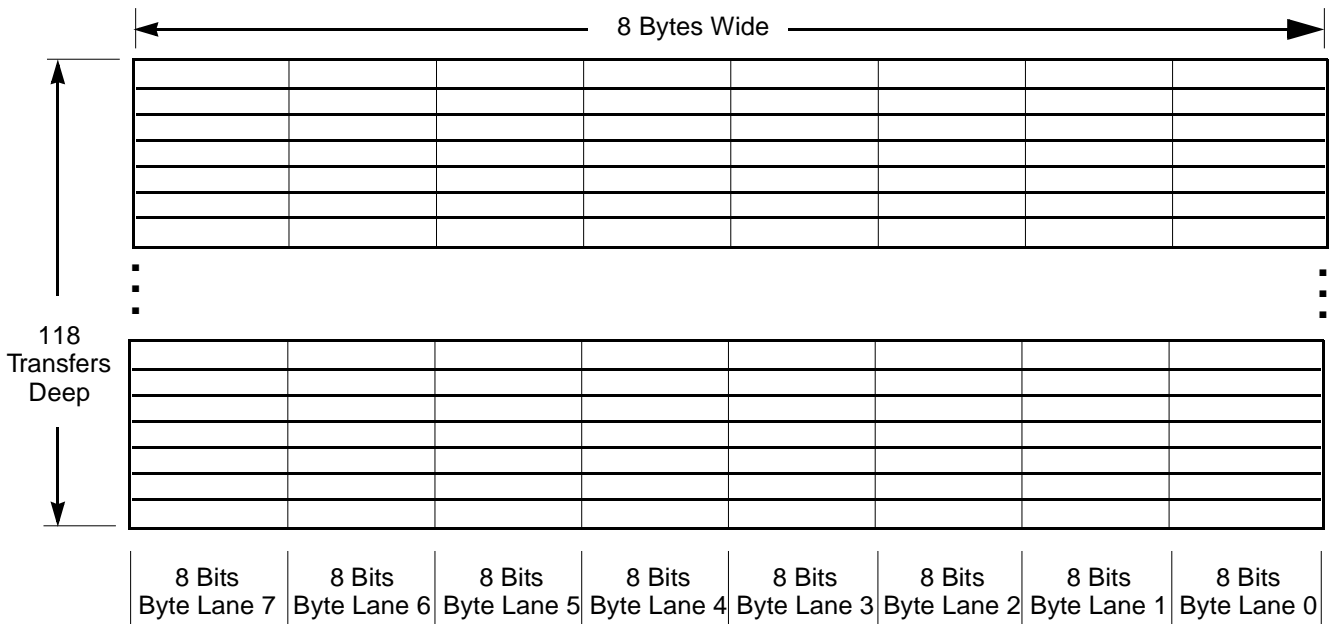 8 Bytes Wide
118
Transfers
Deep
8 Bits
Byte Lane 7
8 Bits
Byte Lane 6
8 Bits
Byte Lane 5
8 Bits
Byte Lane 4
8 Bits
Byte Lane 3
8 Bits
Byte Lane 2
8 Bits
Byte Lane 1
8 Bits
Byte Lane 0